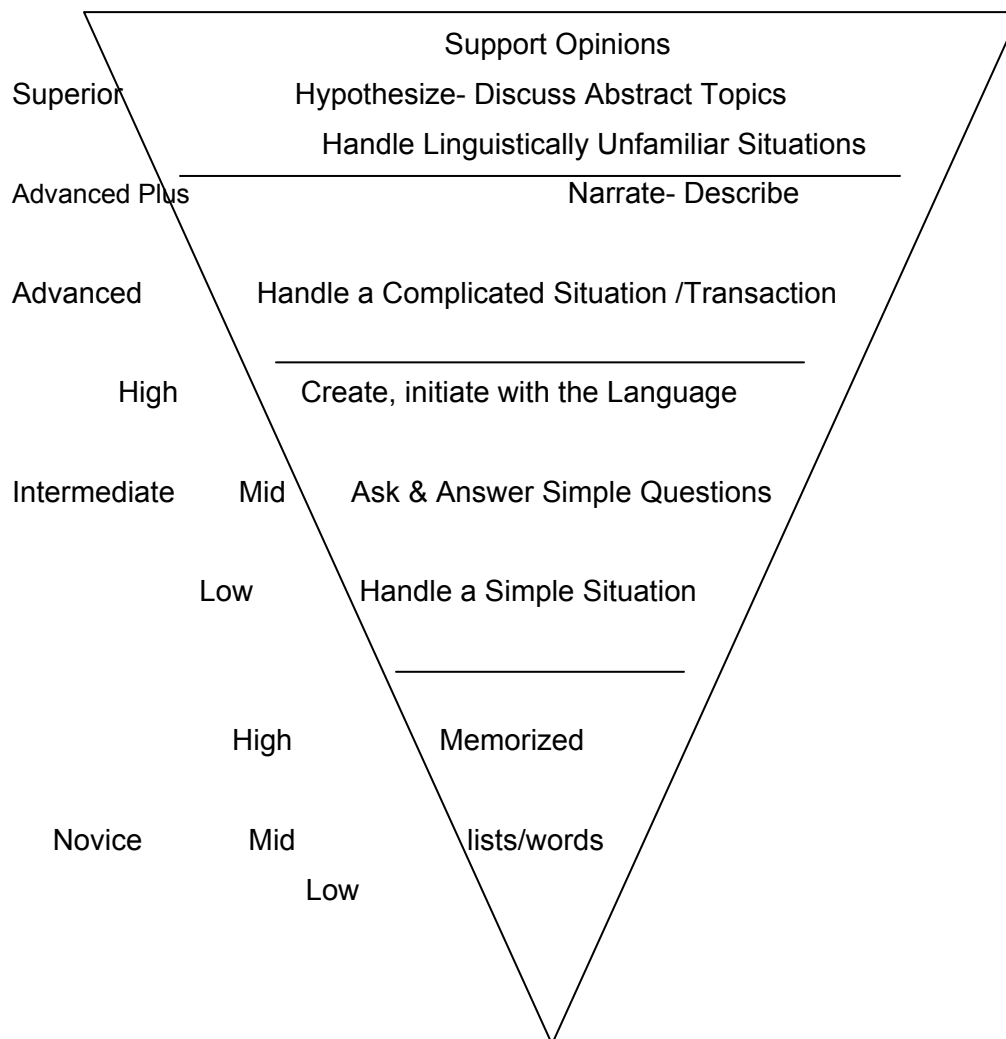 Support Opinions
Superior Hypothesize- Discuss Abstract Topics
Handle Linguistically Unfamiliar Situations
Advanced Plus Narrate- Describe
Advanced Handle a Complicated Situation /Transaction
High Create, initiate with the Language
Intermediate Mid Ask & Answer Simple Questions
Low Handle a Simple Situation
High Memorized
Novice Mid lists/words
Low